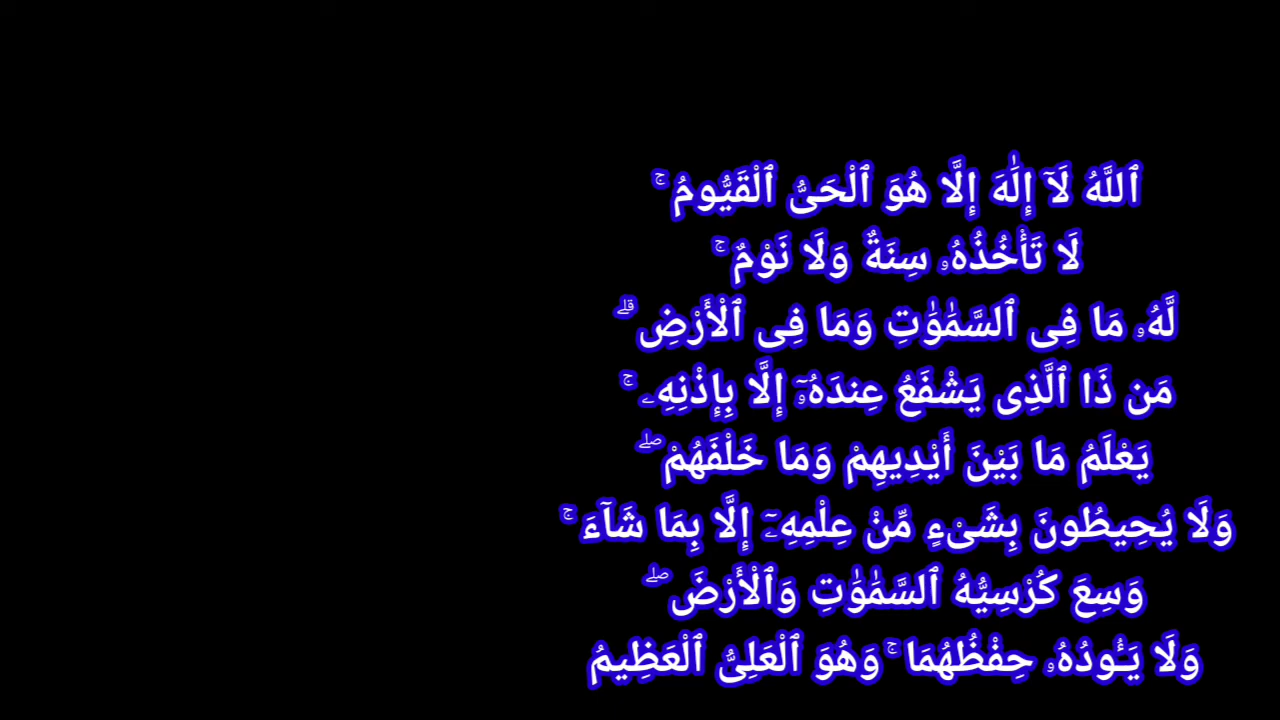 ٱللَّهُ لَآ إِلَٰهَ إِلَّا هُوَ ٱلْحَىُّ ٱلْقَيُّومُ ۚ
لَا تَأْخُذُهُۥ سِنَةٌ وَلَا نَوْمٌ ۚ
لَّهُۥ مَا فِى ٱلسَّمَٰوَٰتِ وَمَا فِى ٱلْأَرْضِ ۗ
مَن ذَا ٱلَّذِى يَشْفَعُ عِندَهُۥٓ إِلَّا بِإِذْنِهِۦ ۚ
يَعْلَمُ مَا بَيْنَ أَيْدِيهِمْ وَمَا خَلْفَهُمْ ۖ
وَلَا يُحِيطُونَ بِشَىْءٍ مِّنْ عِلْمِهِۦٓ إِلَّا بِمَا شَآءَ ۚ
وَسِعَ كُرْسِيُّهُ ٱلسَّمَٰوَٰتِ وَٱلْأَرْضَ ۖ
وَلَا يَـُٔودُهُۥ حِفْظُهُمَا ۚ وَهُوَ ٱلْعَلِىُّ ٱلْعَظِيمُ